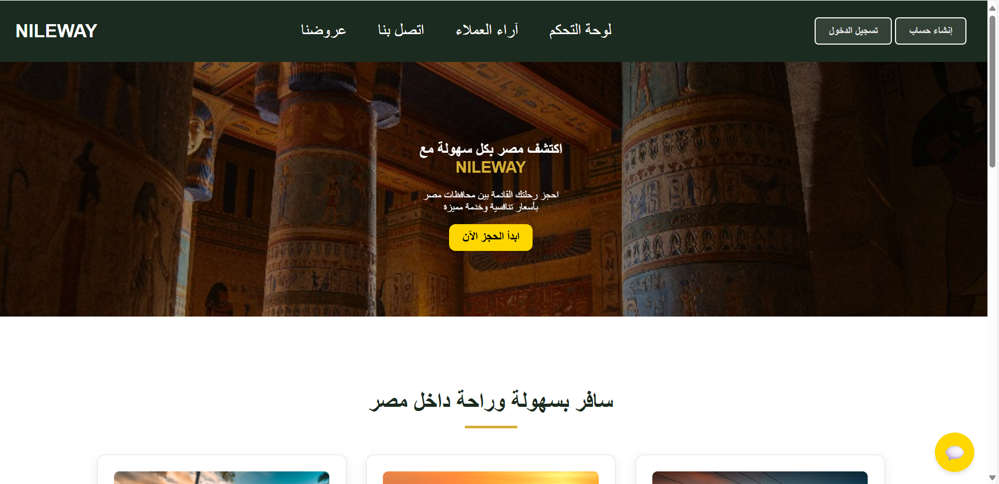 NILEWAY
لوحة التحكم
آراء العملاء
اتصل بنا
عروضنا
إنشاء حساب
تسجيل الدخول
اكتشف مصر بكل سهولة مع
NILEWAY
احجز رحلتك القادمة بين محافظات مصر
بأسعار تنافسية وخدمة مميزة
ابدأ الحجز الآن
سافر بسهولة وراحة داخل مصر